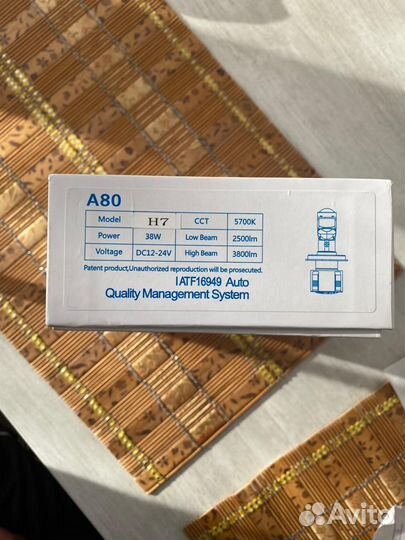 A80
Model H7 CCT 5700K
Power 38W Low Beam 2500lm
Voltage DC12-24V High Beam 3800lm
Patent product,Unauthorized reproduction will be prosecuted.
IATF16949 Auto
Quality Management System
Avito